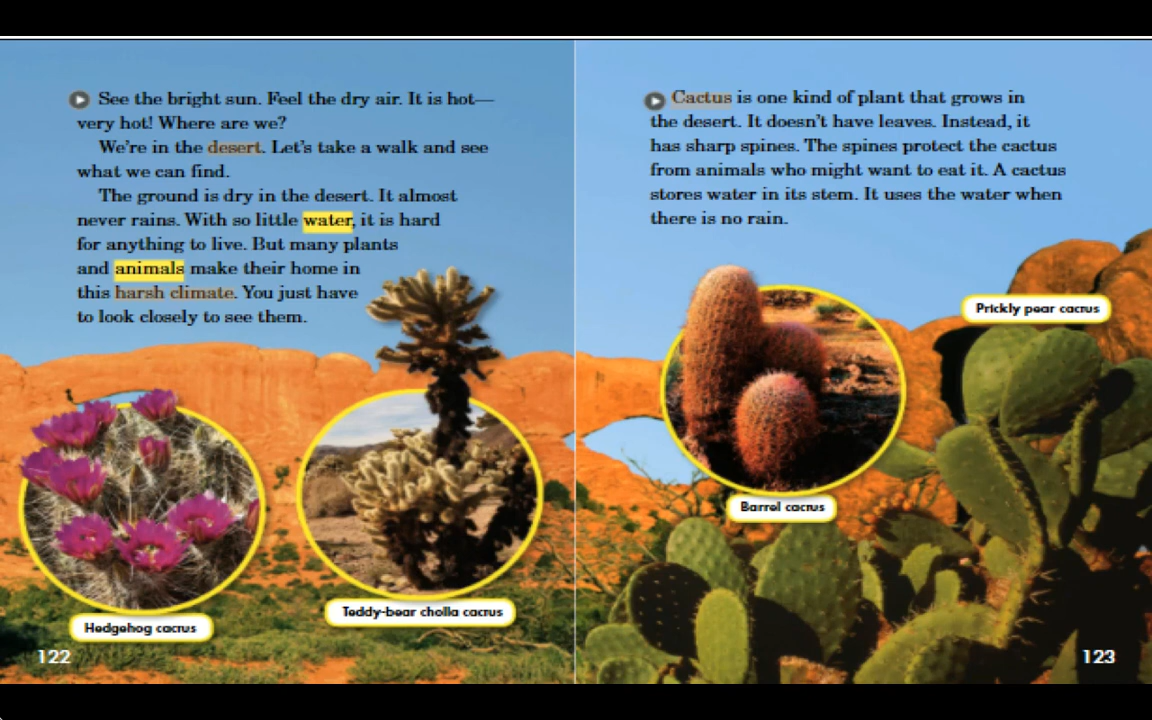 See the bright sun. Feel the dry air. It is hot—
very hot! Where are we?
We're in the desert. Let's take a walk and see
what we can find.
The ground is dry in the desert. It almost
never rains. With so little water, it is hard
for anything to live. But many plants
and animals make their home in
this harsh climate. You just have
to look closely to see them.
Hedgehog cactus
Teddy-bear cholla cactus
122
Cactus is one kind of plant that grows in
the desert. It doesn't have leaves. Instead, it
has sharp spines. The spines protect the cactus
from animals who might want to eat it. A cactus
stores water in its stem. It uses the water when
there is no rain.
Prickly pear cactus
Barrel cactus
123